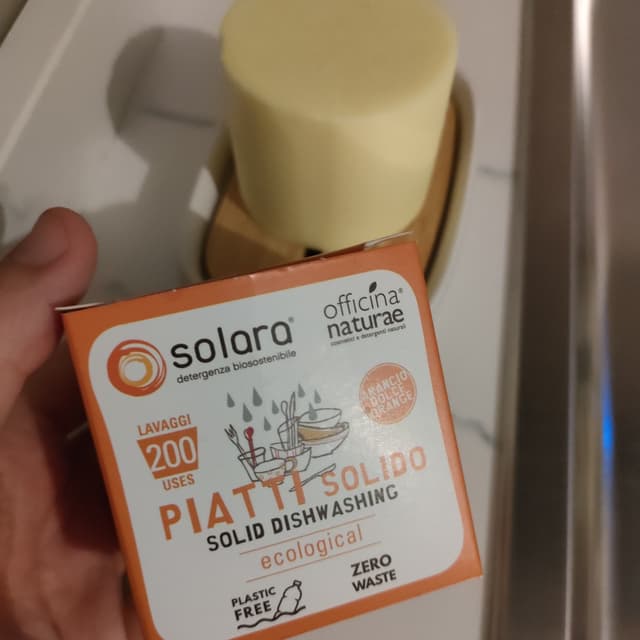 solara®
detergenza biosostenibile
officina®
naturae
cosmetici e detergenti naturali
ARANCIO
DOLCE
ORANGE
LAVAGGI
200
USES
PIATTI SOLIDO
SOLID DISHWASHING
ecological
PLASTIC
FREE
ZERO
WASTE